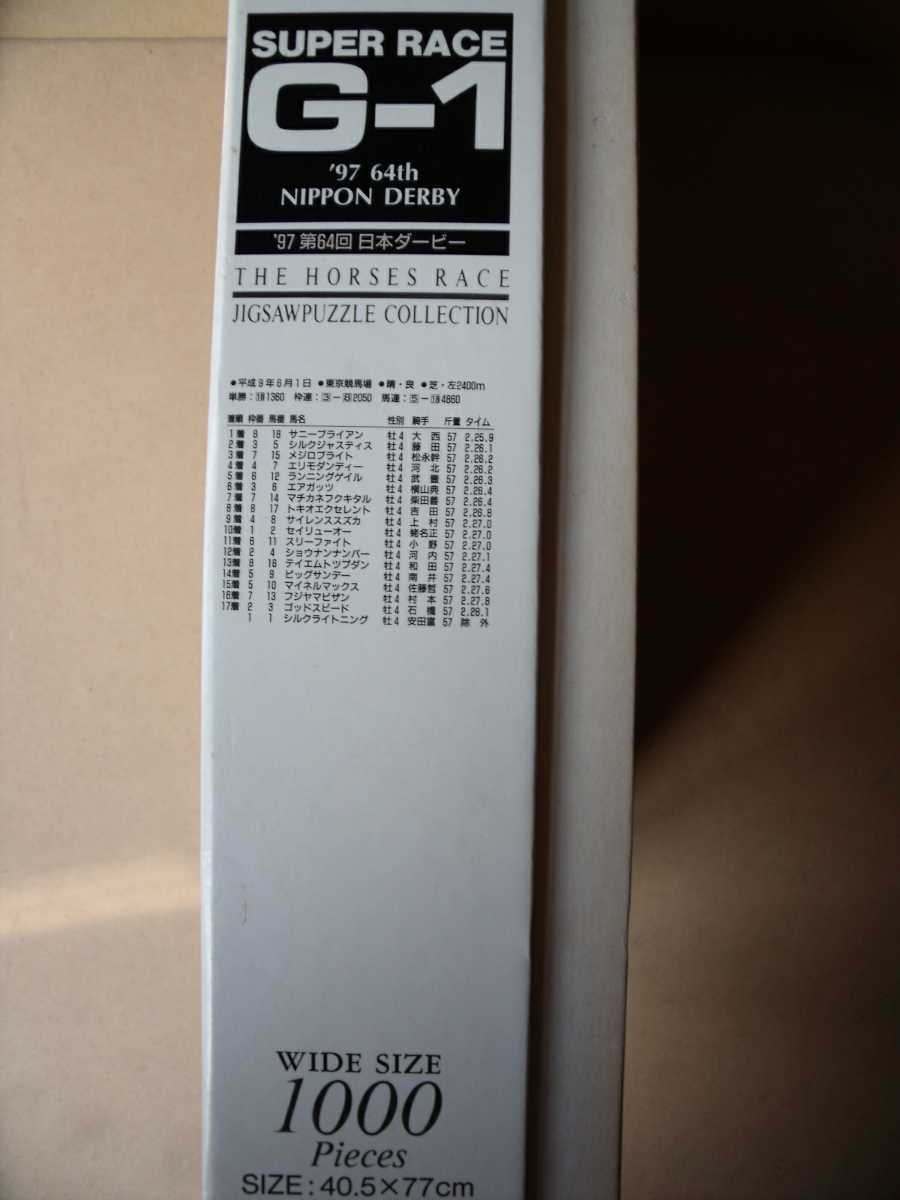 SUPER RACE
G-1
'97 64th
NIPPON DERBY
'97 第64回 日本ダービー
THE HORSES RACE
JIGSAWPUZZLE COLLECTION
●平成9年6月1日 ●東京競馬場 ●晴・良 ●芝・左2400m
単勝:⑱1360 枠連:③-⑧2050 馬連:⑤-⑱4860
着順 枠番 馬番 馬名 性別 騎手 斤量 タイム
1着 8 18 サニーブライアン 牡4 大西 57 2.25.9
2着 3 5 シルクジャスティス 牡4 藤田 57 2.26.1
3着 7 15 メジロブライト 牡4 松永幹 57 2.26.2
4着 4 7 エリモダンディー 牡4 河北 57 2.26.2
5着 6 12 ランニングゲイル 牡4 武豊 57 2.26.3
6着 3 6 エアガッツ 牡4 横山典 57 2.26.4
7着 7 14 マチカネフクキタル 牡4 柴田善 57 2.26.4
8着 8 17 トキオエクセレント 牡4 吉田 57 2.26.8
9着 4 8 サイレンススズカ 牡4 上村 57 2.27.0
10着 1 2 セイリューオー 牡4 蛯名正 57 2.27.0
11着 6 11 スリーファイト 牡4 小野 57 2.27.0
12着 2 4 ショウナンナンバー 牡4 河内 57 2.27.1
13着 8 16 テイエムトップダン 牡4 和田 57 2.27.4
14着 5 9 ビッグサンデー 牡4 南井 57 2.27.4
15着 5 10 マイネルマックス 牡4 佐藤哲 57 2.27.6
16着 7 13 フジヤマビザン 牡4 村本 57 2.27.8
17着 2 3 ゴッドスピード 牡4 石橋 57 2.28.1
1 1 シルクライトニング 牡4 安田富 57 除外
WIDE SIZE
1000
Pieces
SIZE:40.5×77cm